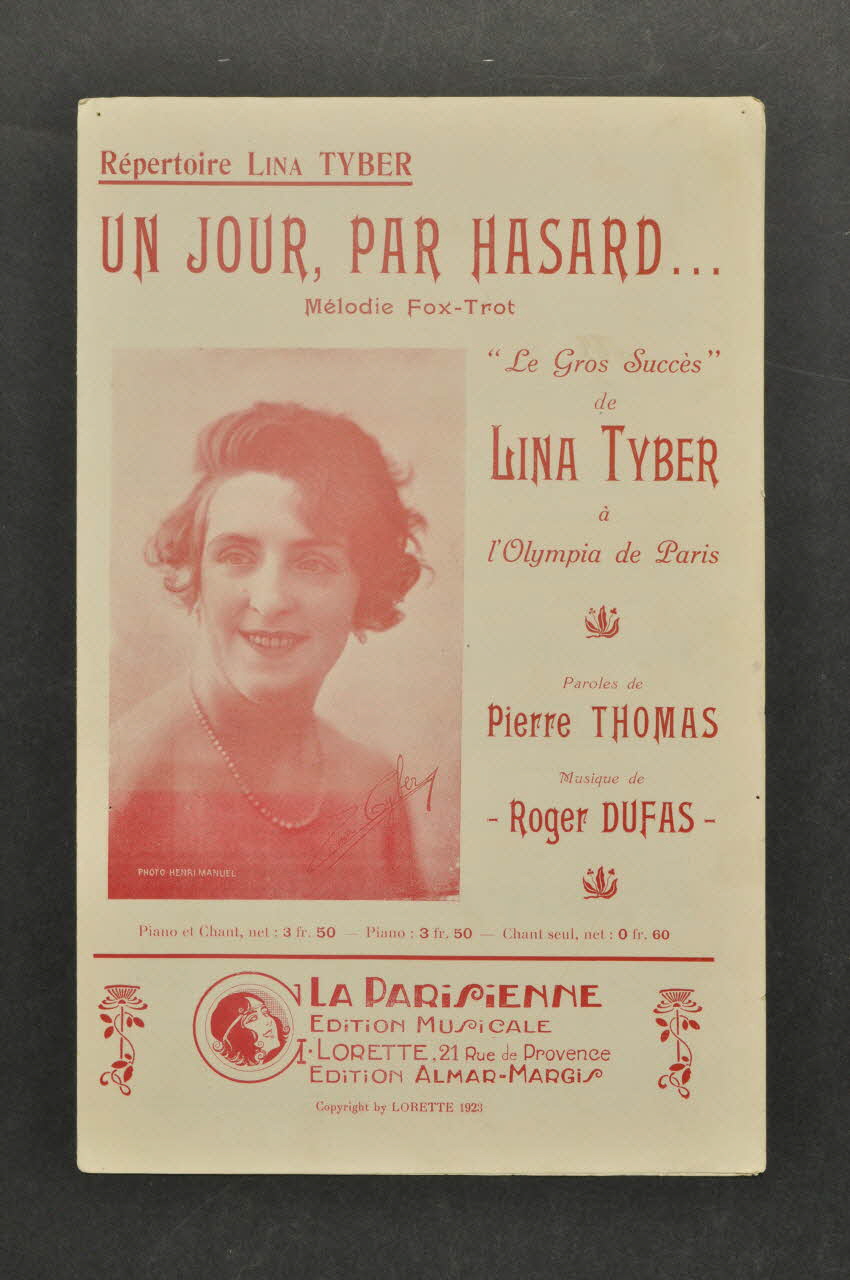 Répertoire LINA TYBER
UN JOUR, PAR HASARD...
Mélodie Fox-Trot
"Le Gros Succès"
de
LINA TYBER
à
l'Olympia de Paris
Paroles de
Pierre THOMAS
Musique de
- Roger DUFAS -
Lina Tyber
PHOTO HENRI MANUEL
Piano et Chant, net : 3 fr. 50 — Piano : 3 fr. 50 — Chant seul, net : 0 fr. 60
LA PARISIENNE
EDITION MUSICALE
I. LORETTE, 21 Rue de Provence
EDITION ALMAR-MARGIS
Copyright by LORETTE 1923